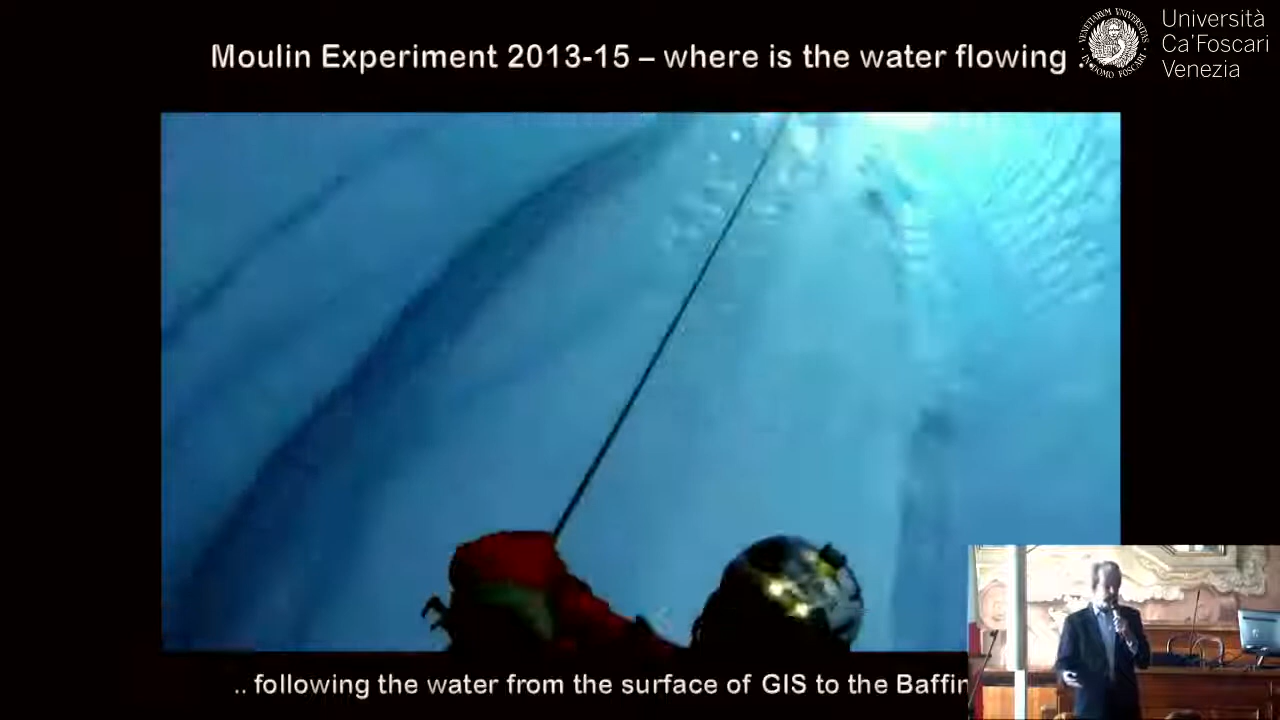 Moulin Experiment 2013-15 – where is the water flowing .
Università
Ca'Foscari
Venezia
.. following the water from the surface of GIS to the Baffin